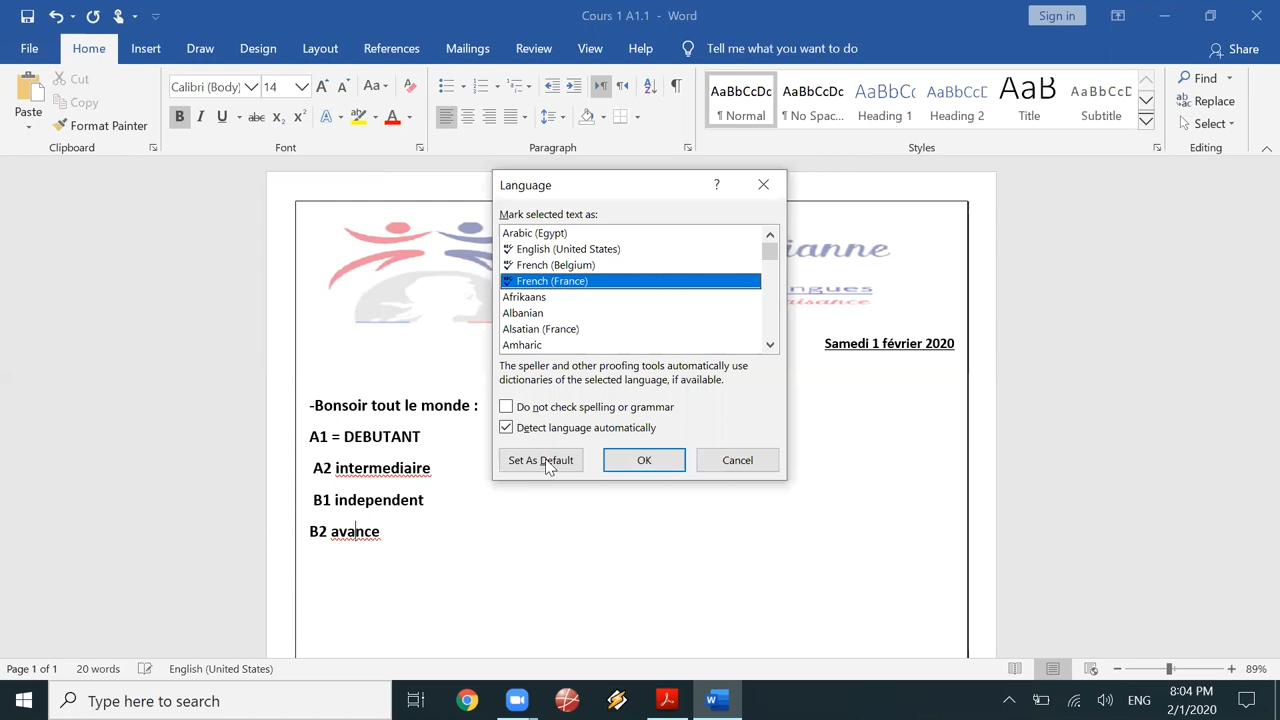 Cours 1 A1.1 - Word
Sign in
File Home Insert Draw Design Layout References Mailings Review View Help Tell me what you want to do Share
Paste
Cut
Copy
Format Painter
Clipboard
Calibri (Body) 14
Font
Paragraph
AaBbCcDc AaBbCcDc AaBbCc AaBbCcC AaB AaBbCcD
¶ Normal ¶ No Spac... Heading 1 Heading 2 Title Subtitle
Styles
Find
Replace
Select
Editing
Language
Mark selected text as:
Arabic (Egypt)
English (United States)
French (Belgium)
French (France)
Afrikaans
Albanian
Alsatian (France)
Amharic
The speller and other proofing tools automatically use
dictionaries of the selected language, if available.
Do not check spelling or grammar
Detect language automatically
Set As Default OK Cancel
Samedi 1 février 2020
-Bonsoir tout le monde :
A1 = DEBUTANT
A2 intermediaire
B1 independent
B2 avance
Page 1 of 1 20 words English (United States) 89%
Type here to search
ENG
8:04 PM
2/1/2020